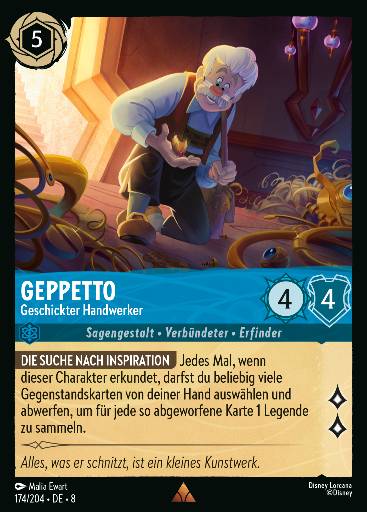 5
GEPPETTO
Geschickter Handwerker
4
4
Sagengestalt • Verbündeter • Erfinder
DIE SUCHE NACH INSPIRATION Jedes Mal, wenn
dieser Charakter erkundet, darfst du beliebig viele
Gegenstandskarten von deiner Hand auswählen und
abwerfen, um für jede so abgeworfene Karte 1 Legende
zu sammeln.
Alles, was er schnitzt, ist ein kleines Kunstwerk.
Malia Ewart
174/204 • DE • 8
Disney Lorcana
©Disney